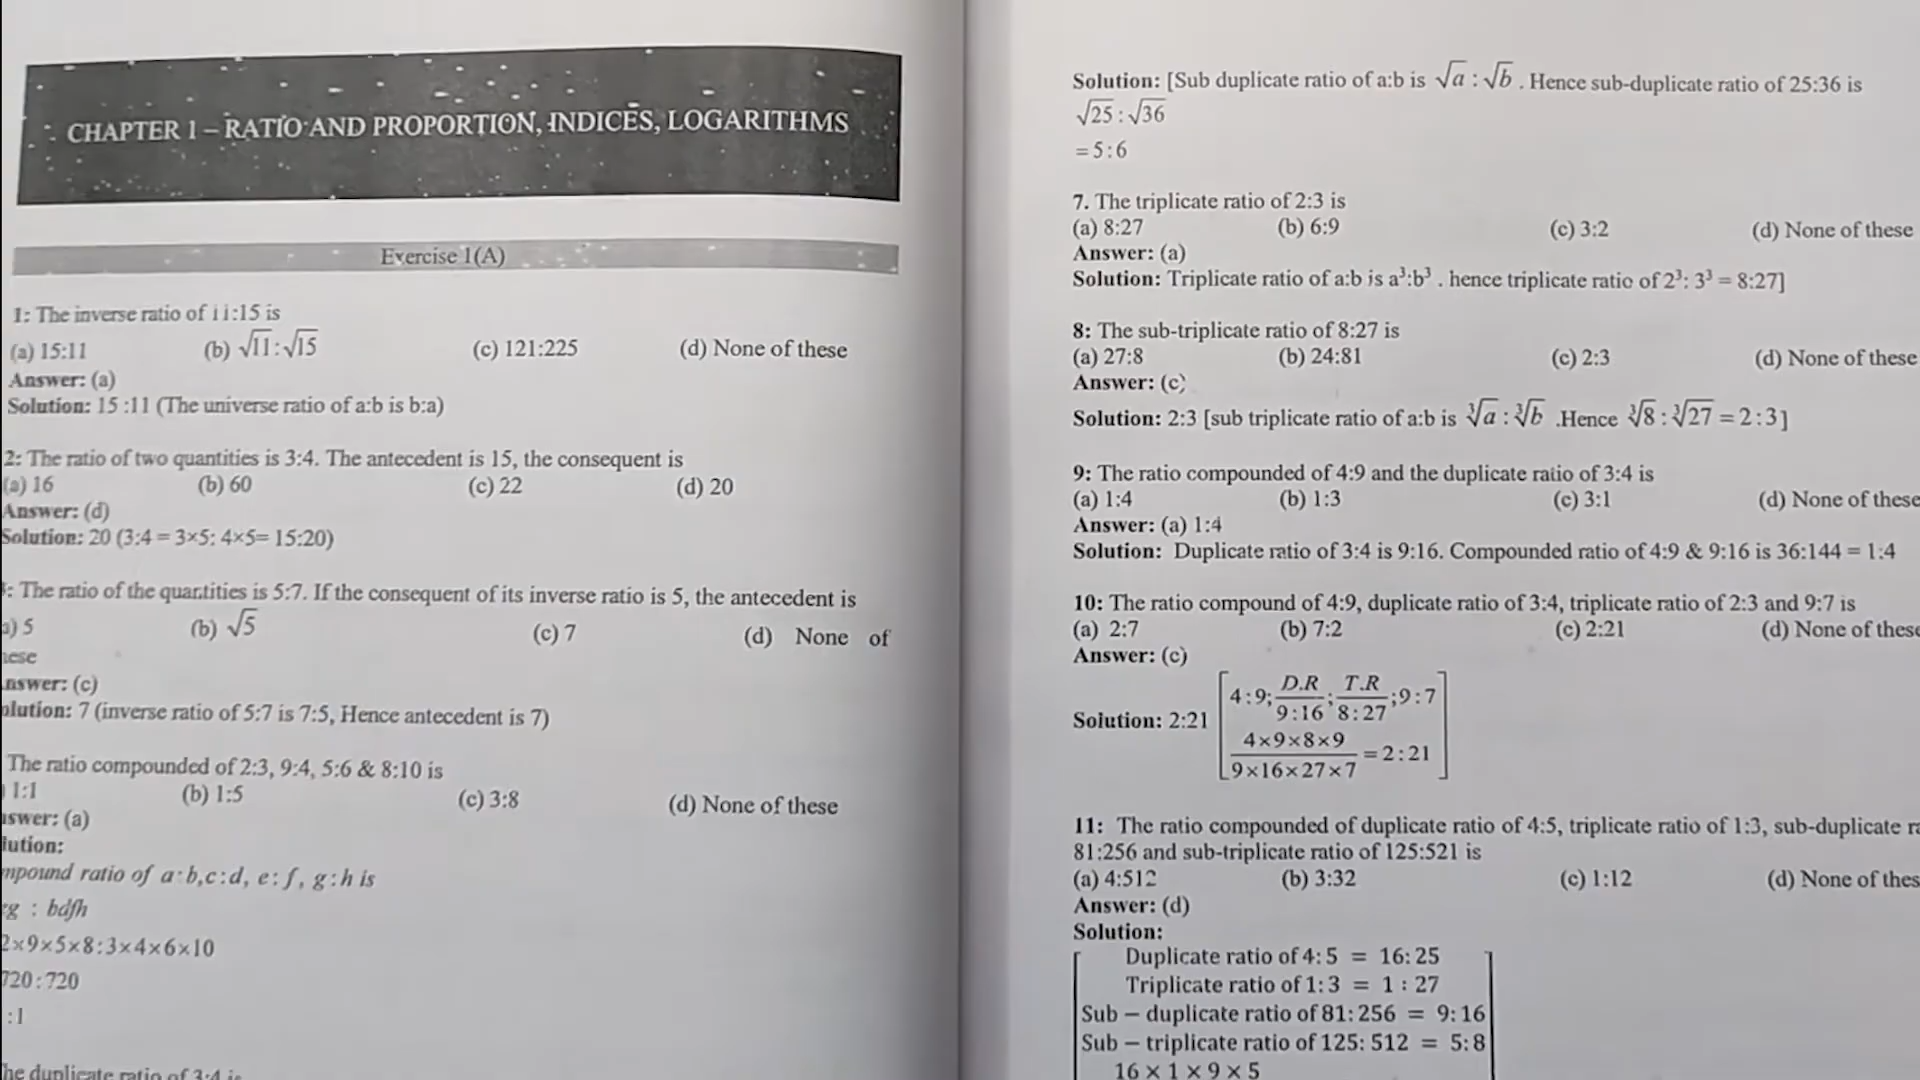 CHAPTER 1 – RATIO AND PROPORTION, INDICES, LOGARITHMS
Exercise 1(A)
1: The inverse ratio of 11:15 is
(a) 15:11 (b) √11:√15 (c) 121:225 (d) None of these
Answer: (a)
Solution: 15 :11 (The universe ratio of a:b is b:a)
2: The ratio of two quantities is 3:4. The antecedent is 15, the consequent is
(a) 16 (b) 60 (c) 22 (d) 20
Answer: (d)
Solution: 20 (3:4 = 3×5: 4×5= 15:20)
: The ratio of the quantities is 5:7. If the consequent of its inverse ratio is 5, the antecedent is
a) 5 (b) √5 (c) 7 (d) None of
hese
nswer: (c)
olution: 7 (inverse ratio of 5:7 is 7:5, Hence antecedent is 7)
The ratio compounded of 2:3, 9:4, 5:6 & 8:10 is
) 1:1 (b) 1:5 (c) 3:8 (d) None of these
nswer: (a)
lution:
mpound ratio of a:b,c:d, e:f, g:h is
eg : bdfh
2×9×5×8:3×4×6×10
720:720
:1
he duplicate ratio of 3:4 is
Solution: [Sub duplicate ratio of a:b is √a : √b . Hence sub-duplicate ratio of 25:36 is
√25 : √36
= 5:6
7. The triplicate ratio of 2:3 is
(a) 8:27 (b) 6:9 (c) 3:2 (d) None of these
Answer: (a)
Solution: Triplicate ratio of a:b is a³:b³ . hence triplicate ratio of 2³: 3³ = 8:27]
8: The sub-triplicate ratio of 8:27 is
(a) 27:8 (b) 24:81 (c) 2:3 (d) None of these
Answer: (c)
Solution: 2:3 [sub triplicate ratio of a:b is ∛a : ∛b .Hence ∛8 : ∛27 = 2 : 3]
9: The ratio compounded of 4:9 and the duplicate ratio of 3:4 is
(a) 1:4 (b) 1:3 (c) 3:1 (d) None of these
Answer: (a) 1:4
Solution: Duplicate ratio of 3:4 is 9:16. Compounded ratio of 4:9 & 9:16 is 36:144 = 1:4
10: The ratio compound of 4:9, duplicate ratio of 3:4, triplicate ratio of 2:3 and 9:7 is
(a) 2:7 (b) 7:2 (c) 2:21 (d) None of these
Answer: (c)
D.R T.R
4:9; ; ;9:7
9:16 8:27
Solution: 2:21
4×9×8×9
= 2:21
9×16×27×7
11: The ratio compounded of duplicate ratio of 4:5, triplicate ratio of 1:3, sub-duplicate ra
81:256 and sub-triplicate ratio of 125:521 is
(a) 4:512 (b) 3:32 (c) 1:12 (d) None of thes
Answer: (d)
Solution:
Duplicate ratio of 4: 5 = 16: 25
Triplicate ratio of 1: 3 = 1 : 27
Sub – duplicate ratio of 81: 256 = 9: 16
Sub – triplicate ratio of 125: 512 = 5: 8
16 × 1 × 9 × 5